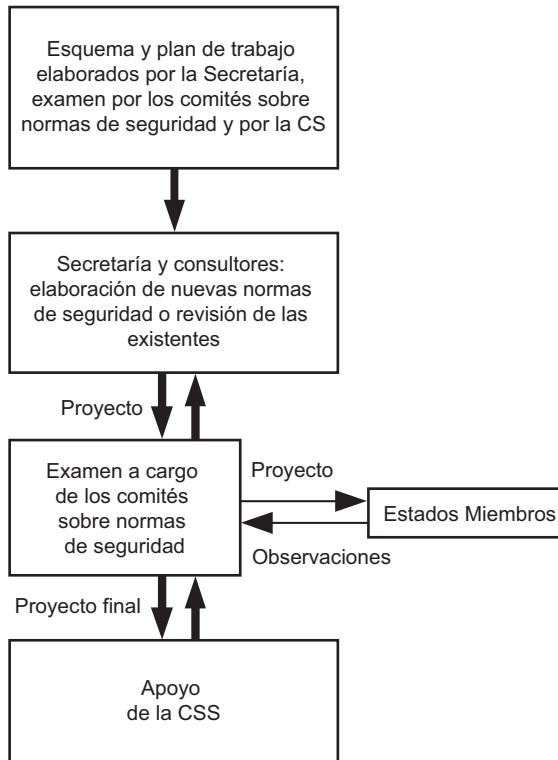 Esquema y plan de trabajo
elaborados por la Secretaría,
examen por los comités sobre
normas de seguridad y por la CS
Secretaría y consultores:
elaboración de nuevas normas
de seguridad o revisión de las
existentes
Proyecto
Examen a cargo
de los comités
sobre normas
de seguridad
Proyecto
Estados Miembros
Observaciones
Proyecto final
Apoyo
de la CSS